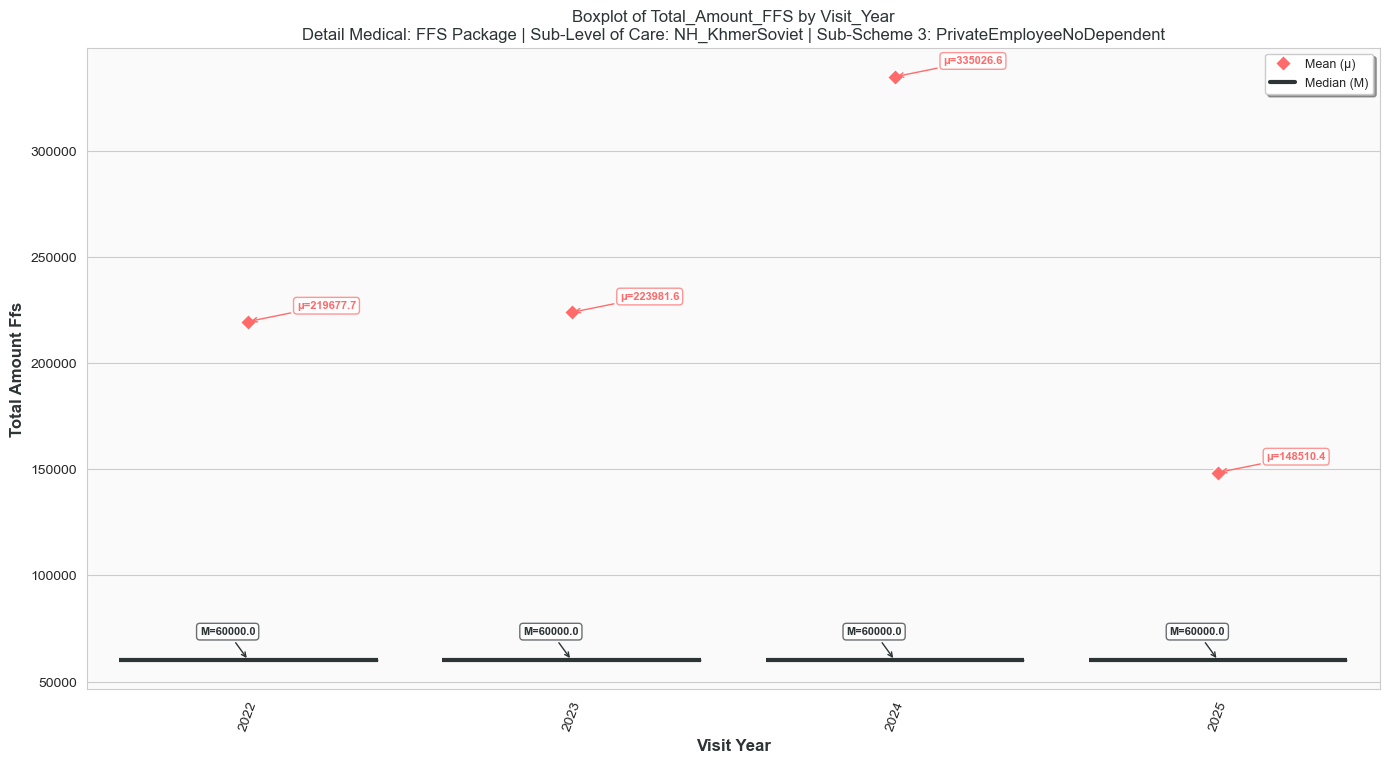 Boxplot of Total_Amount_FFS by Visit_Year
Detail Medical: FFS Package | Sub-Level of Care: NH_KhmerSoviet | Sub-Scheme 3: PrivateEmployeeNoDependent
Mean (μ)
Median (M)
Total Amount Ffs
300000
250000
200000
150000
100000
50000
μ=219677.7
μ=223981.6
μ=335026.6
μ=148510.4
M=60000.0
M=60000.0
M=60000.0
M=60000.0
2022
2023
2024
2025
Visit Year